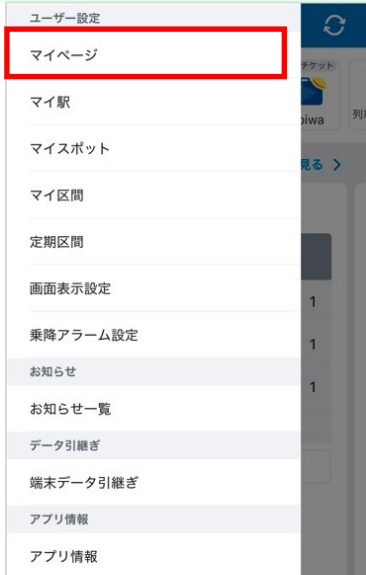 ユーザー設定
マイページ
マイ駅
マイスポット
マイ区間
定期区間
画面表示設定
乗降アラーム設定
お知らせ
お知らせ一覧
データ引継ぎ
端末データ引継ぎ
アプリ情報
アプリ情報
チケット
iwa
列
見る
1
1
1